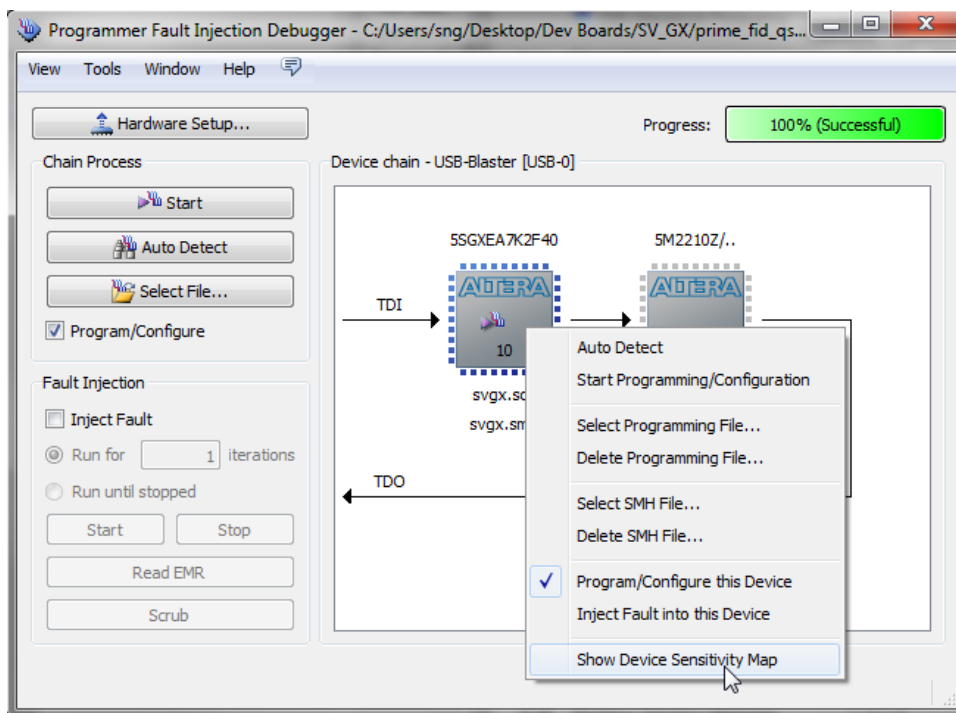 Programmer Fault Injection Debugger - C:/Users/sng/Desktop/Dev Boards/SV_GX/prime_fid_qs...
View Tools Window Help
Hardware Setup...
Progress: 100% (Successful)
Chain Process
Start
Auto Detect
Select File...
Program/Configure
Fault Injection
Inject Fault
Run for 1 iterations
Run until stopped
Start Stop
Read EMR
Scrub
Device chain - USB-Blaster [USB-0]
5SGXEA7K2F40 5M2210Z/..
ALTERA ALTERA
TDI
10
svgx.so
svgx.sm
TDO
Auto Detect
Start Programming/Configuration
Select Programming File...
Delete Programming File...
Select SMH File...
Delete SMH File...
Program/Configure this Device
Inject Fault into this Device
Show Device Sensitivity Map